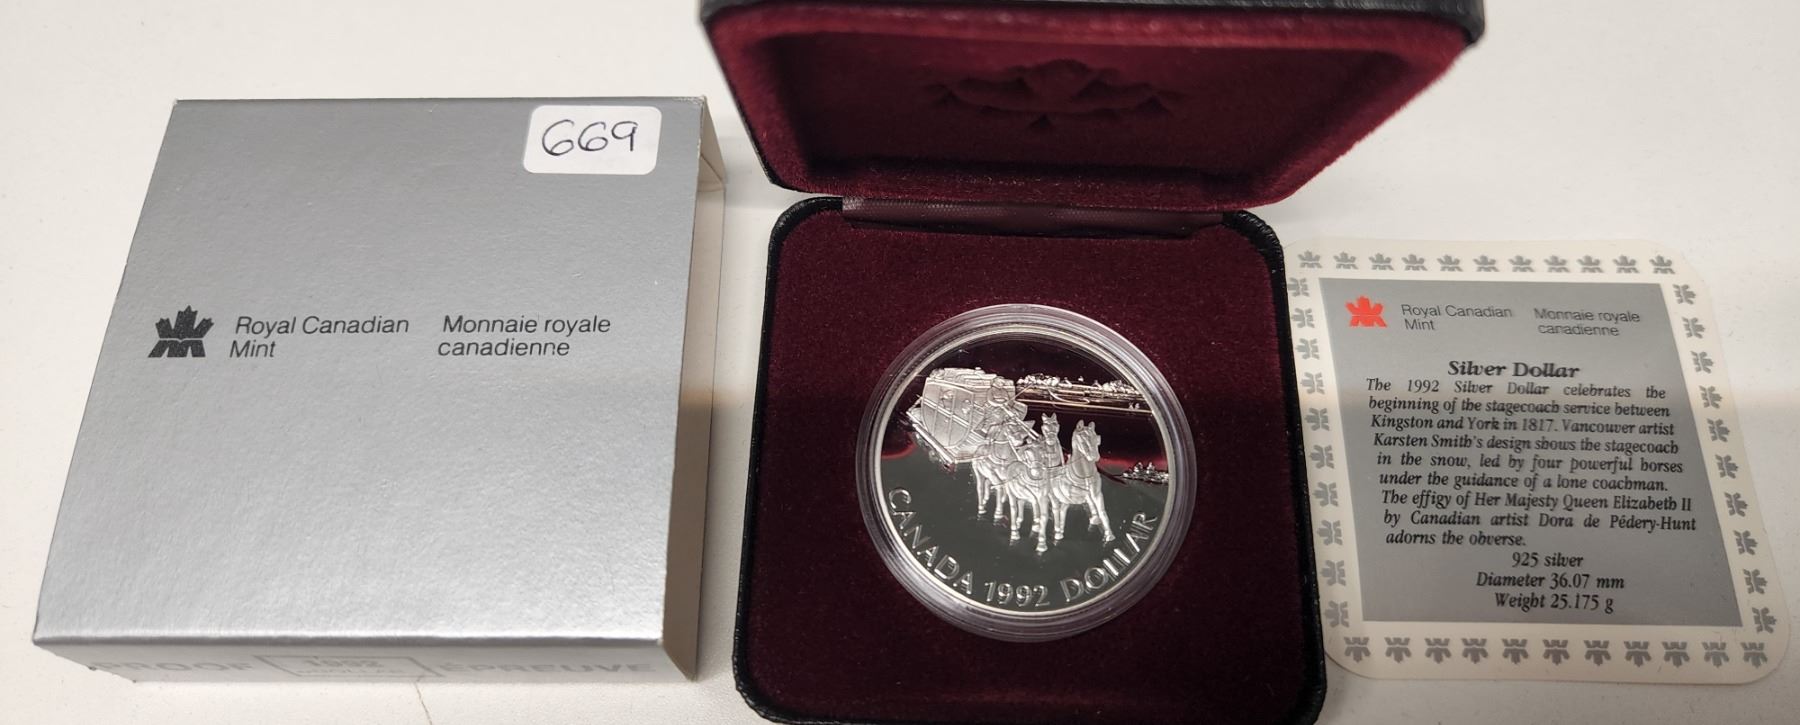 669
Royal Canadian Mint
Monnaie royale canadienne
PROOF 1992 ÉPREUVE
CANADA 1992 DOLLAR
Royal Canadian Mint
Monnaie royale canadienne
Silver Dollar
The 1992 Silver Dollar celebrates the
beginning of the stagecoach service between
Kingston and York in 1817. Vancouver artist
Karsten Smith's design shows the stagecoach
in the snow, led by four powerful horses
under the guidance of a lone coachman.
The effigy of Her Majesty Queen Elizabeth II
by Canadian artist Dora de Pédery-Hunt
adorns the obverse.
925 silver
Diameter 36.07 mm
Weight 25.175 g